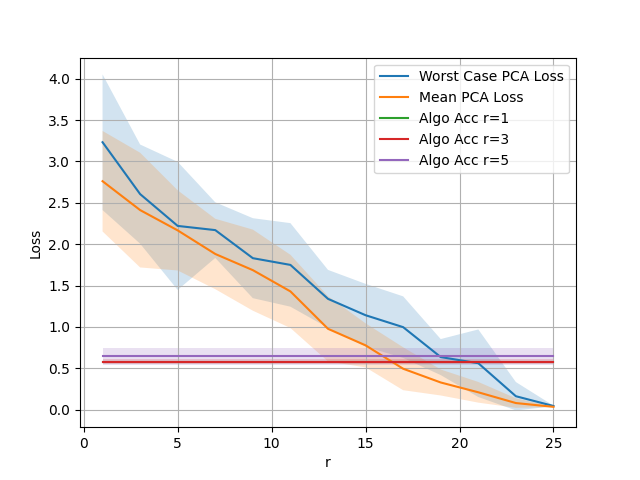 4.0
3.5
3.0
2.5
2.0
1.5
1.0
0.5
0.0
Loss
0 5 10 15 20 25
r
Worst Case PCA Loss
Mean PCA Loss
Algo Acc r=1
Algo Acc r=3
Algo Acc r=5